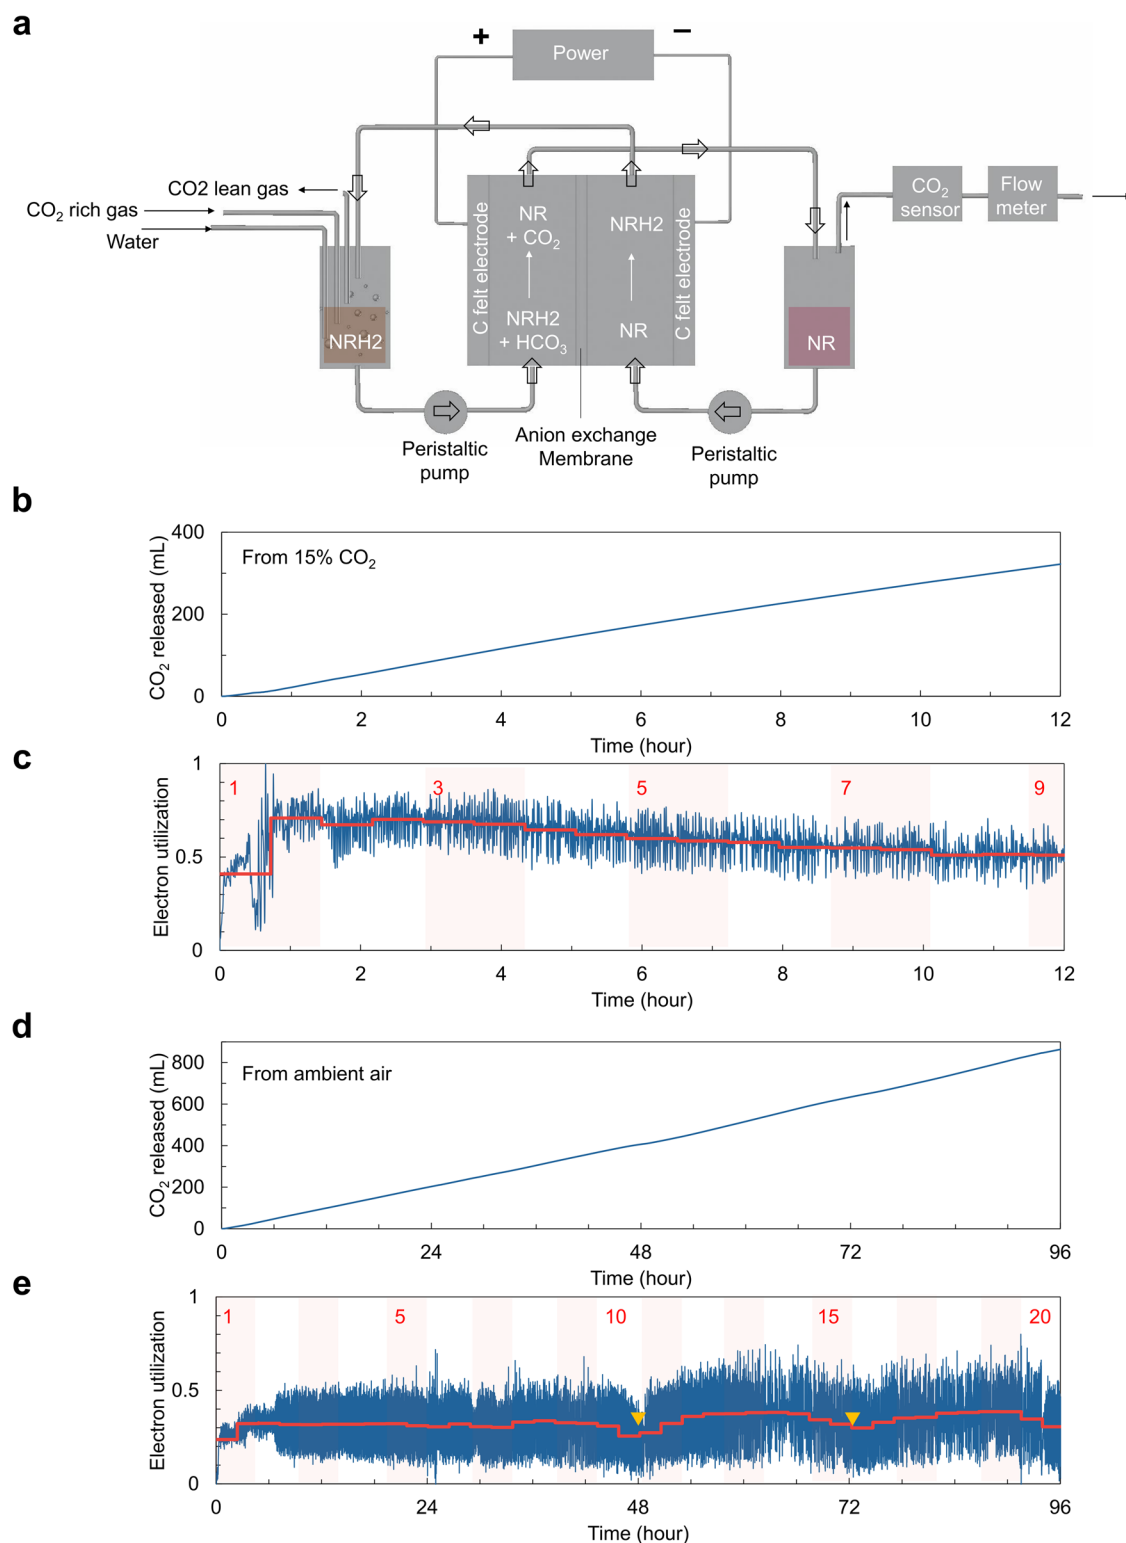 a
+
−
Power
CO2 lean gas
CO₂ rich gas
Water
NRH2
C felt electrode
NR
+ CO₂
NRH2
+ HCO₃
NRH2
NR
C felt electrode
NR
CO₂
sensor
Flow
meter
Peristaltic
pump
Anion exchange
Membrane
Peristaltic
pump
b
CO₂ released (mL)
400
200
0
From 15% CO₂
0 2 4 6 8 10 12
Time (hour)
c
Electron utilization
1
0.5
0
1 3 5 7 9
0 2 4 6 8 10 12
Time (hour)
d
CO₂ released (mL)
800
600
400
200
0
From ambient air
0 24 48 72 96
Time (hour)
e
Electron utilization
1
0.5
0
1 5 10 15 20
0 24 48 72 96
Time (hour)